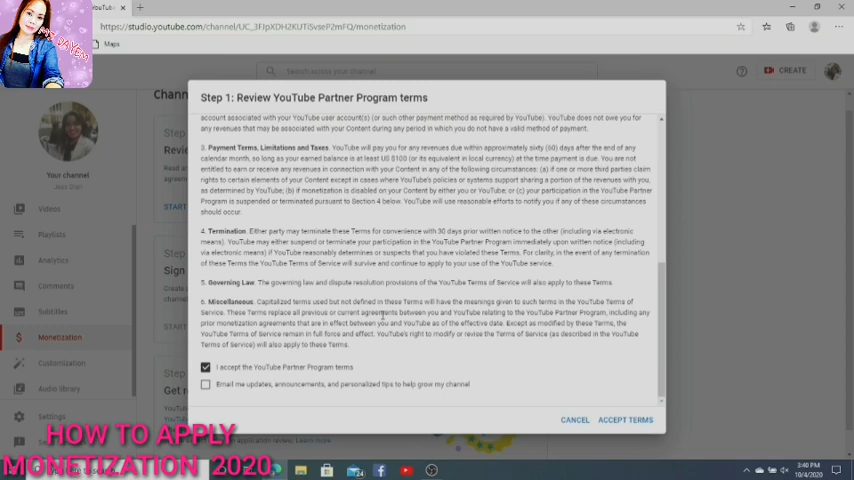 YouTube
https://studio.youtube.com/channel/UC_3FJpXDH2KUTiSvseP2mFQ/monetization
Maps
MS DAYEM
Search across your channel
CREATE
Chann
Step 1: Review YouTube Partner Program terms
account associated with your YouTube user account(s) (or such other payment method as required by YouTube). YouTube does not owe you for
any revenues that may be associated with your Content during any period in which you do not have a valid method of payment.
3. Payment Terms, Limitations and Taxes. YouTube will pay you for any revenues due within approximately sixty (60) days after the end of any
calendar month, so long as your earned balance is at least US $100 (or its equivalent in local currency) at the time payment is due. You are not
entitled to earn or receive any revenues in connection with your Content in any of the following circumstances: (a) if one or more third parties claim
rights to certain elements of your Content except in cases where YouTube's policies or systems support sharing a portion of the revenues with you,
as determined by YouTube; (b) if monetization is disabled on your Content by either you or YouTube; or (c) your participation in the YouTube Partner
Program is suspended or terminated pursuant to Section 4 below. YouTube will use reasonable efforts to notify you if any of these circumstances
should occur.
4. Termination. Either party may terminate these Terms for convenience with 30 days prior written notice to the other (including via electronic
means). YouTube may either suspend or terminate your participation in the YouTube Partner Program immediately upon written notice (including
via electronic means) if YouTube reasonably determines or suspects that you have violated these Terms. For clarity, in the event of any termination
of these Terms the YouTube Terms of Service will survive and continue to apply to your use of the YouTube service.
5. Governing Law. The governing law and dispute resolution provisions of the YouTube Terms of Service will also apply to these Terms.
6. Miscellaneous. Capitalized terms used but not defined in these Terms will have the meanings given to such terms in the YouTube Terms of
Service. These Terms replace all previous or current agreements between you and YouTube relating to the YouTube Partner Program, including any
prior monetization agreements that are in effect between you and YouTube as of the effective date. Except as modified by these Terms, the
YouTube Terms of Service remain in full force and effect. YouTube's right to modify or revise the Terms of Service (as described in the YouTube
Terms of Service) will also apply to these Terms.
I accept the YouTube Partner Program terms
Email me updates, announcements, and personalized tips to help grow my channel
CANCEL
ACCEPT TERMS
Your channel
Videos
Playlists
Analytics
Comments
Subtitles
Monetization
Customization
Audio library
Settings
Step
Revie
Read a
START
Step
Sign
Create
START
Step
Get r
HOW TO APPLY
MONETIZATION 2020
24
3:40 PM
10/4/2020